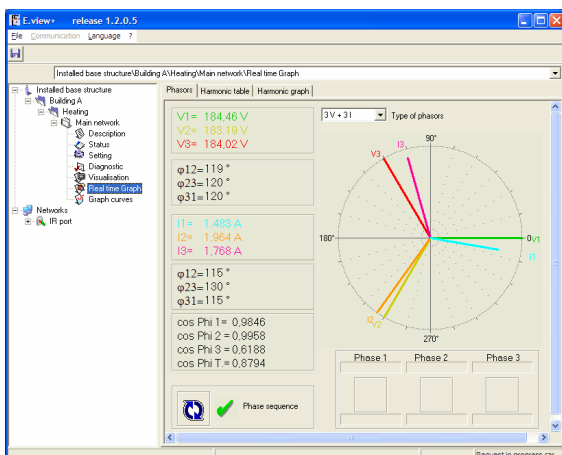 E.view+ release 1.2.0.5
File Communication Language ?
Installed base structure\Building A\Heating\Main network\Real time Graph
Installed base structure
Building A
Heating
Main network
Description
Status
Setting
Diagnostic
Visualisation
Real time Graph
Graph curves
Networks
IR port
Phasors Harmonic table Harmonic graph
V1= 184,46 V
V2= 183,19 V
V3= 184,02 V
φ12=119 °
φ23=120 °
φ31=120 °
I1= 1,483 A
I2= 1,964 A
I3= 1,768 A
φ12=115 °
φ23=130 °
φ31=115 °
cos Phi 1= 0,9846
cos Phi 2 = 0,9958
cos Phi 3 = 0,6188
cos Phi T.= 0,8794
Phase sequence
3 V + 3 I Type of phasors
90°
I3
V3
180°
0 V1
I1
I2
V2
270°
Phase 1 Phase 2 Phase 3
Request in progress